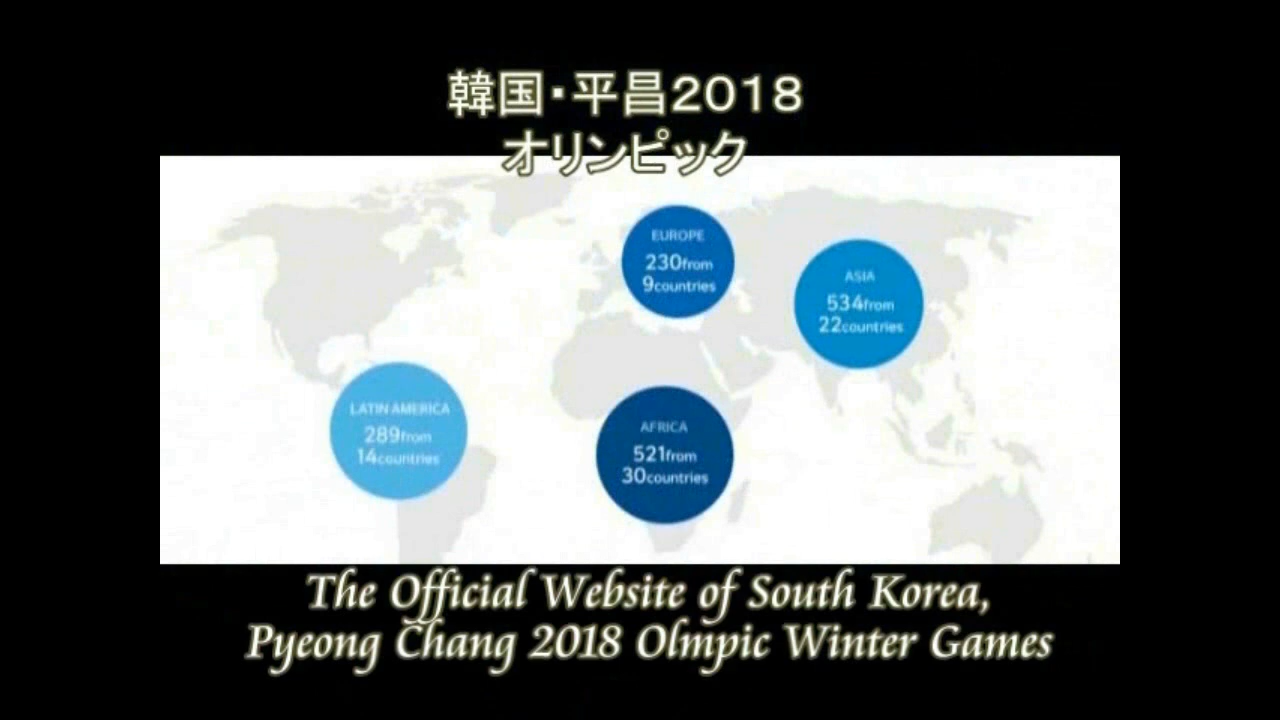 韓国・平昌2018
オリンピック
EUROPE
230from
9countries
ASIA
534from
22countries
LATIN AMERICA
289from
14countries
AFRICA
521from
30countries
The Official Website of South Korea,
Pyeong Chang 2018 Olmpic Winter Games